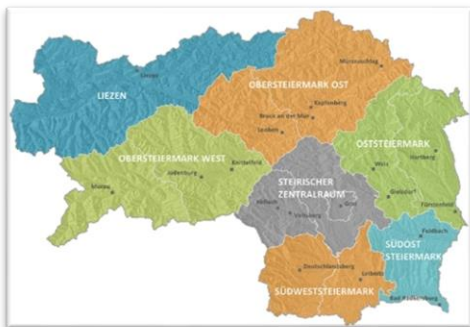 Mürzzuschlag
Liezen
LIEZEN
OBERSTEIERMARK OST
Kapfenberg
Bruck an der Mur
Leoben
OSTSTEIERMARK
Hartberg
OBERSTEIERMARK WEST
Knittelfeld
Judenburg
Weiz
STEIRISCHER
ZENTRALRAUM
Murau
Gleisdorf
Voitsberg
Graz
Fürstenfeld
Feldbach
SÜDOST
STEIERMARK
Deutschlandsberg
Leibnitz
SÜDWESTSTEIERMARK
Bad Radkersburg